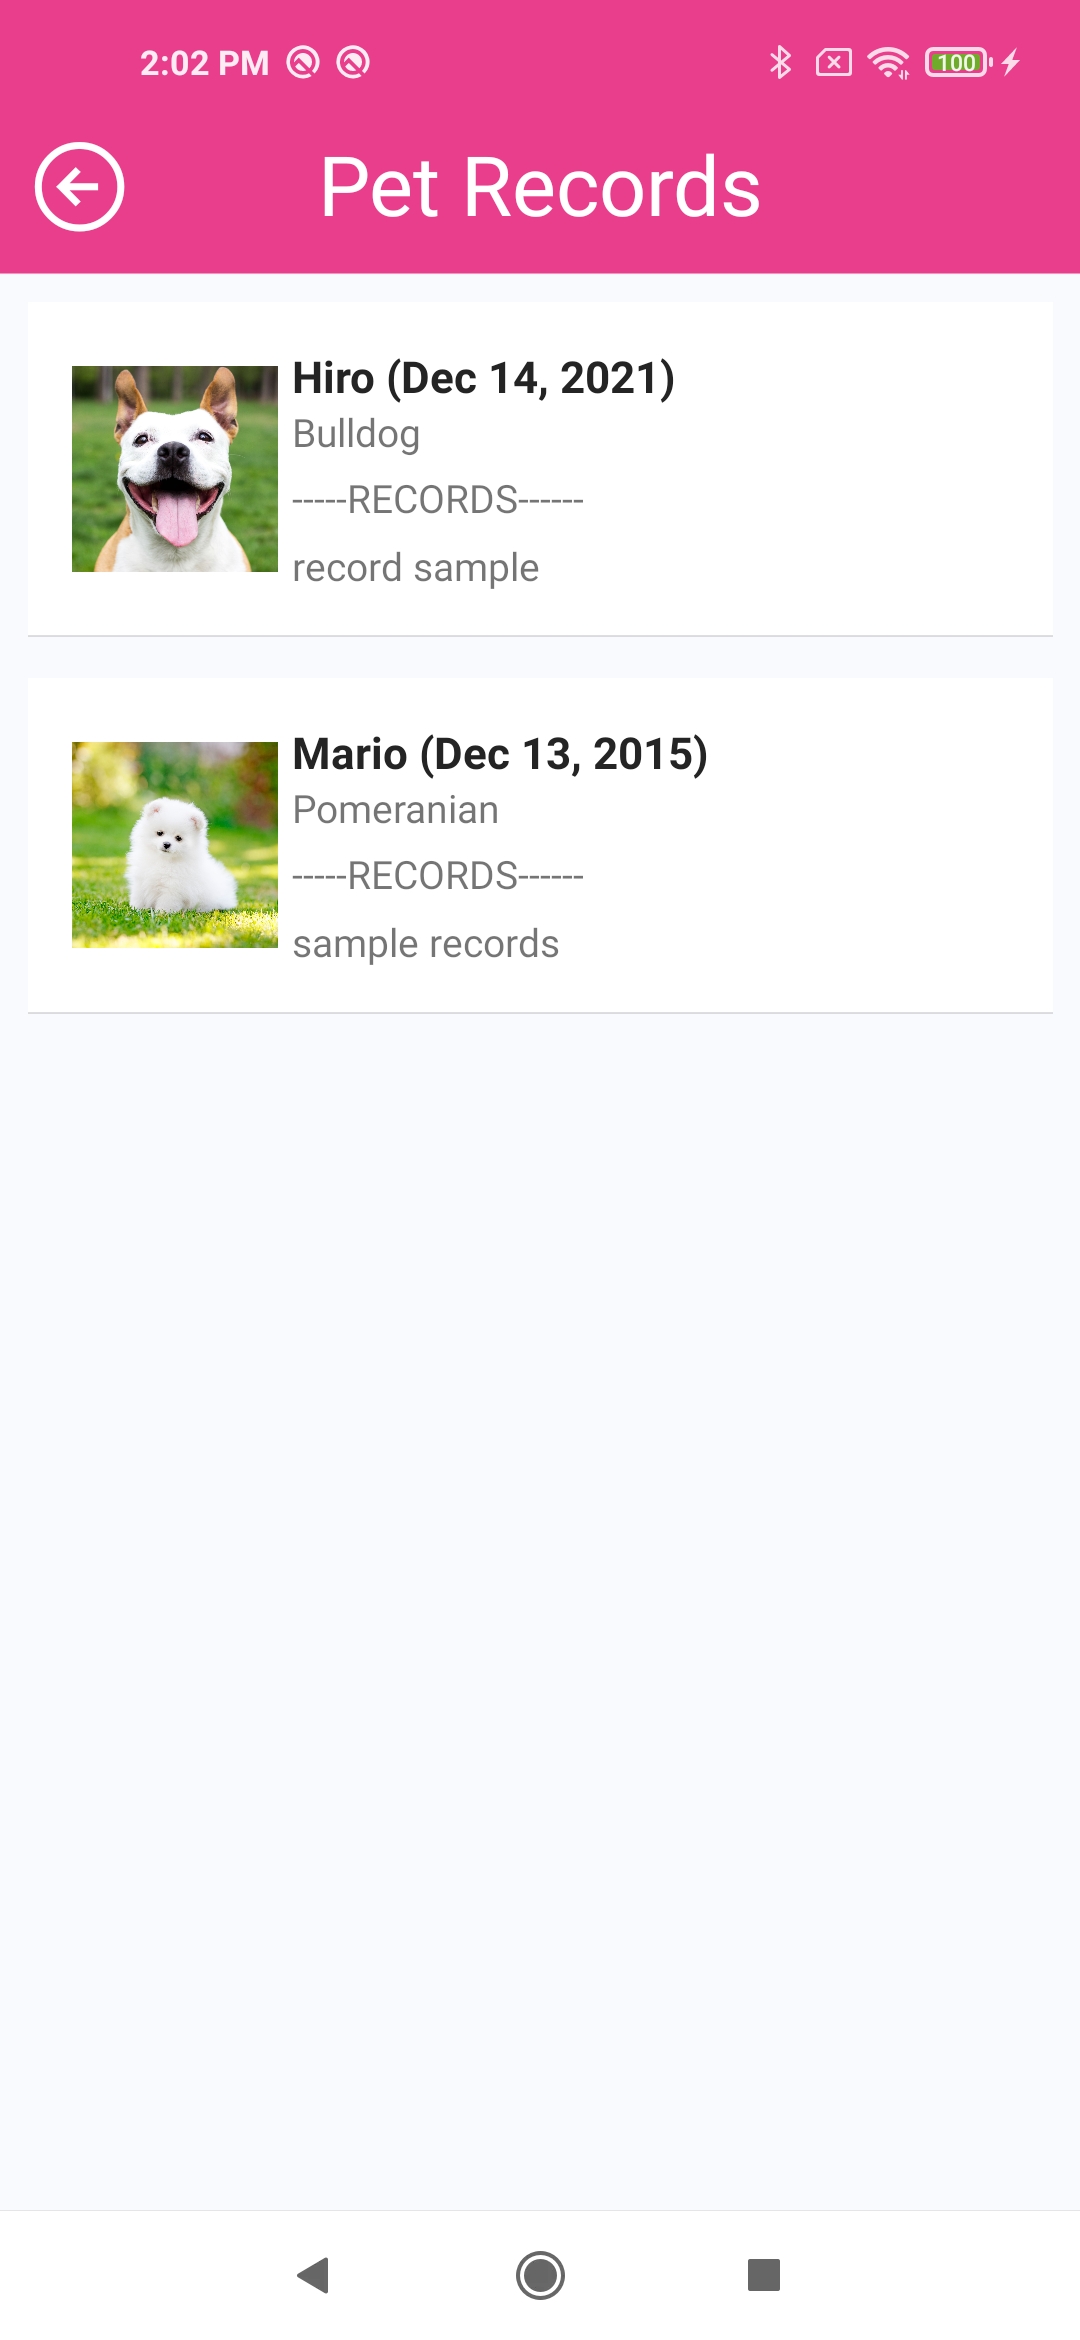 2:02 PM
100
Pet Records
Hiro (Dec 14, 2021)
Bulldog
-----RECORDS------
record sample
Mario (Dec 13, 2015)
Pomeranian
-----RECORDS------
sample records